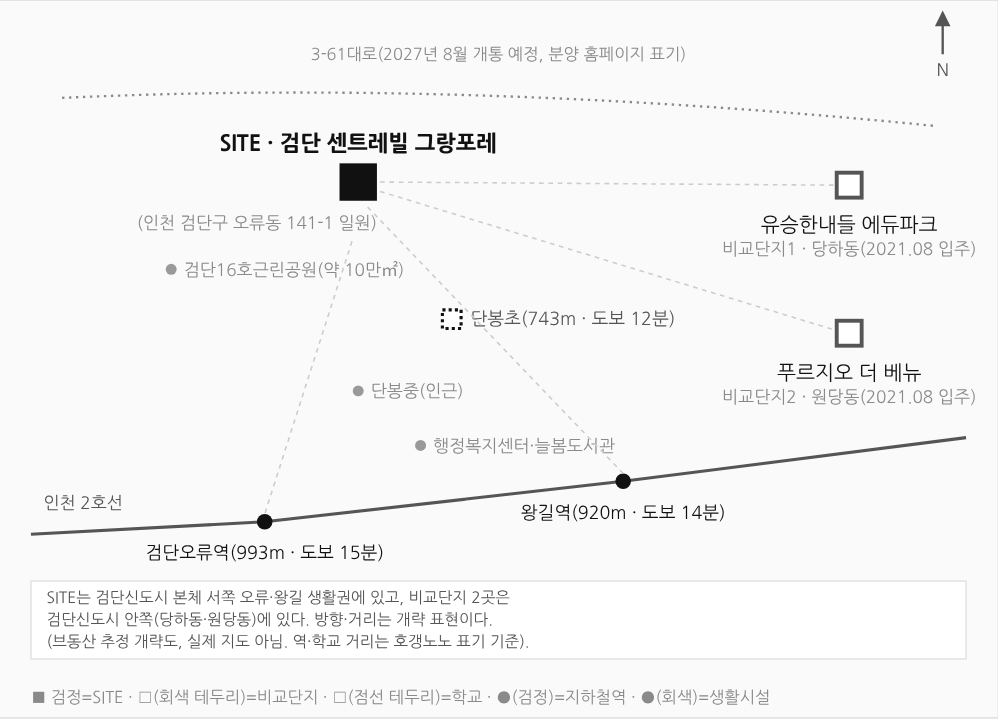 3-61대로(2027년 8월 개통 예정, 분양 홈페이지 표기)
N
SITE · 검단 센트레빌 그랑포레
(인천 검단구 오류동 141-1 일원)
유승한내들 에듀파크
비교단지1 · 당하동(2021.08 입주)
검단16호근린공원(약 10만㎡)
단봉초(743m · 도보 12분)
푸르지오 더 베뉴
비교단지2 · 원당동(2021.08 입주)
단봉중(인근)
행정복지센터·늘봄도서관
인천 2호선
왕길역(920m · 도보 14분)
검단오류역(993m · 도보 15분)
SITE는 검단신도시 본체 서쪽 오류·왕길 생활권에 있고, 비교단지 2곳은
검단신도시 안쪽(당하동·원당동)에 있다. 방향·거리는 개략 표현이다.
(브동산 추정 개략도, 실제 지도 아님. 역·학교 거리는 호갱노노 표기 기준).
■ 검정=SITE · □(회색 테두리)=비교단지 · □(점선 테두리)=학교 · ●(검정)=지하철역 · ●(회색)=생활시설